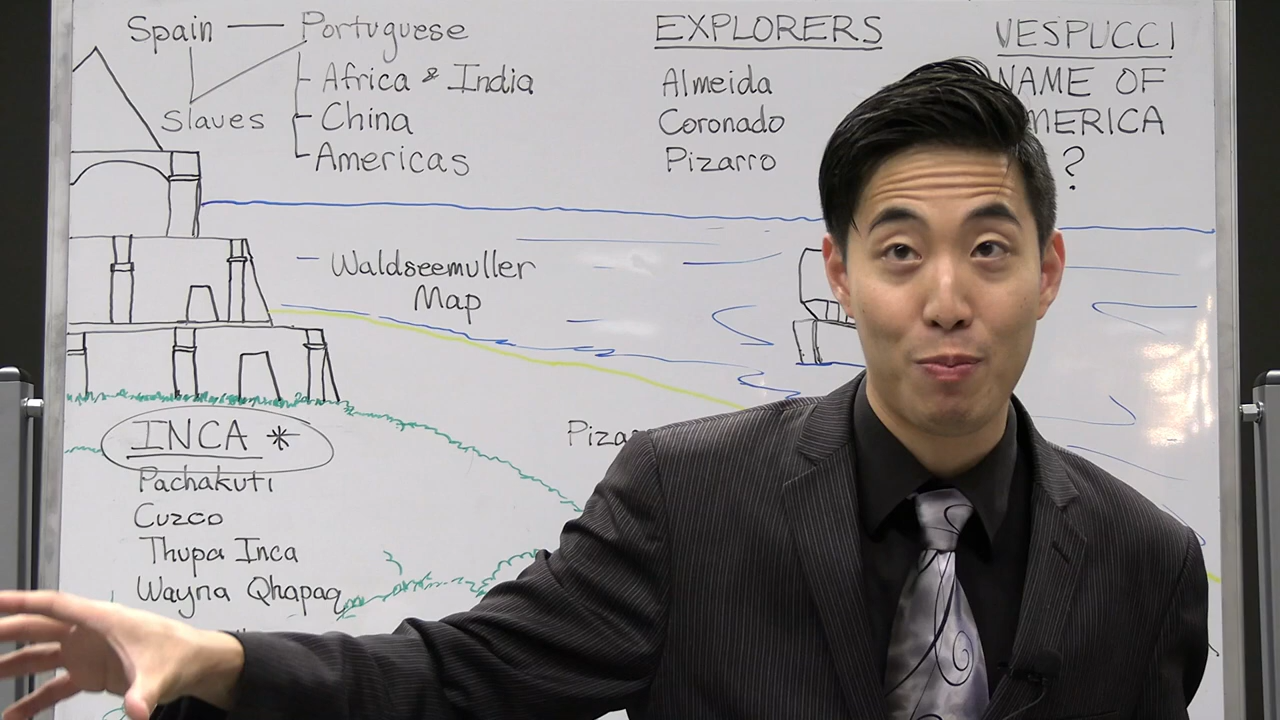 Spain — Portuguese
Slaves
Africa & India
China
Americas
EXPLORERS
Almeida
Coronado
Pizarro
VESPUCCI
NAME OF
MERICA
?
- Waldseemuller
Map
INCA *
Pachakuti
Cuzco
Thupa Inca
Wayna Qhapaq
Piza